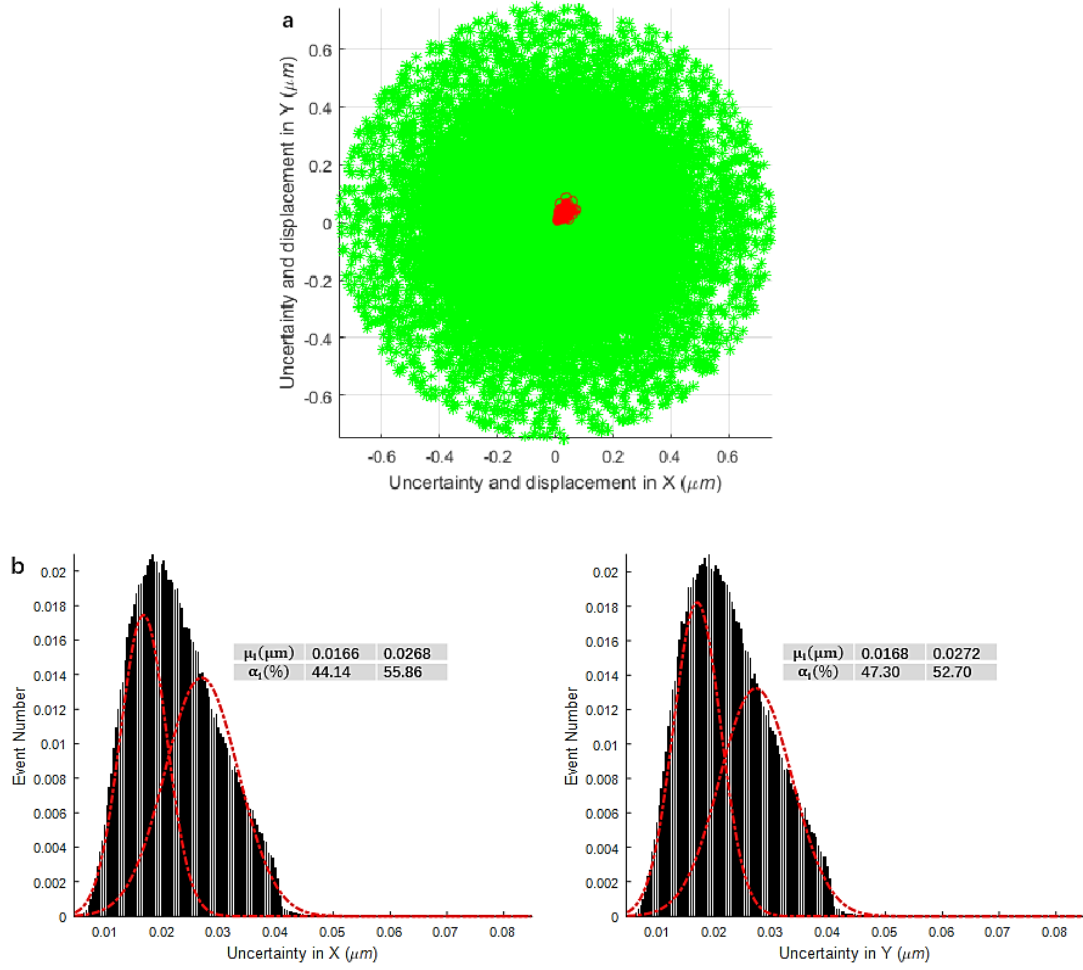 a
Uncertainty and displacement in Y (μm)
0.6
0.4
0.2
0
-0.2
-0.4
-0.6
-0.6 -0.4 -0.2 0 0.2 0.4 0.6
Uncertainty and displacement in X (μm)
b
Event Number
0.02
0.018
0.016
0.014
0.012
0.01
0.008
0.006
0.004
0.002
0
μi(μm) 0.0166 0.0268
αi(%) 44.14 55.86
0.01 0.02 0.03 0.04 0.05 0.06 0.07 0.08
Uncertainty in X (μm)
Event Number
0.02
0.018
0.016
0.014
0.012
0.01
0.008
0.006
0.004
0.002
0
μi(μm) 0.0168 0.0272
αi(%) 47.30 52.70
0.01 0.02 0.03 0.04 0.05 0.06 0.07 0.08
Uncertainty in Y (μm)